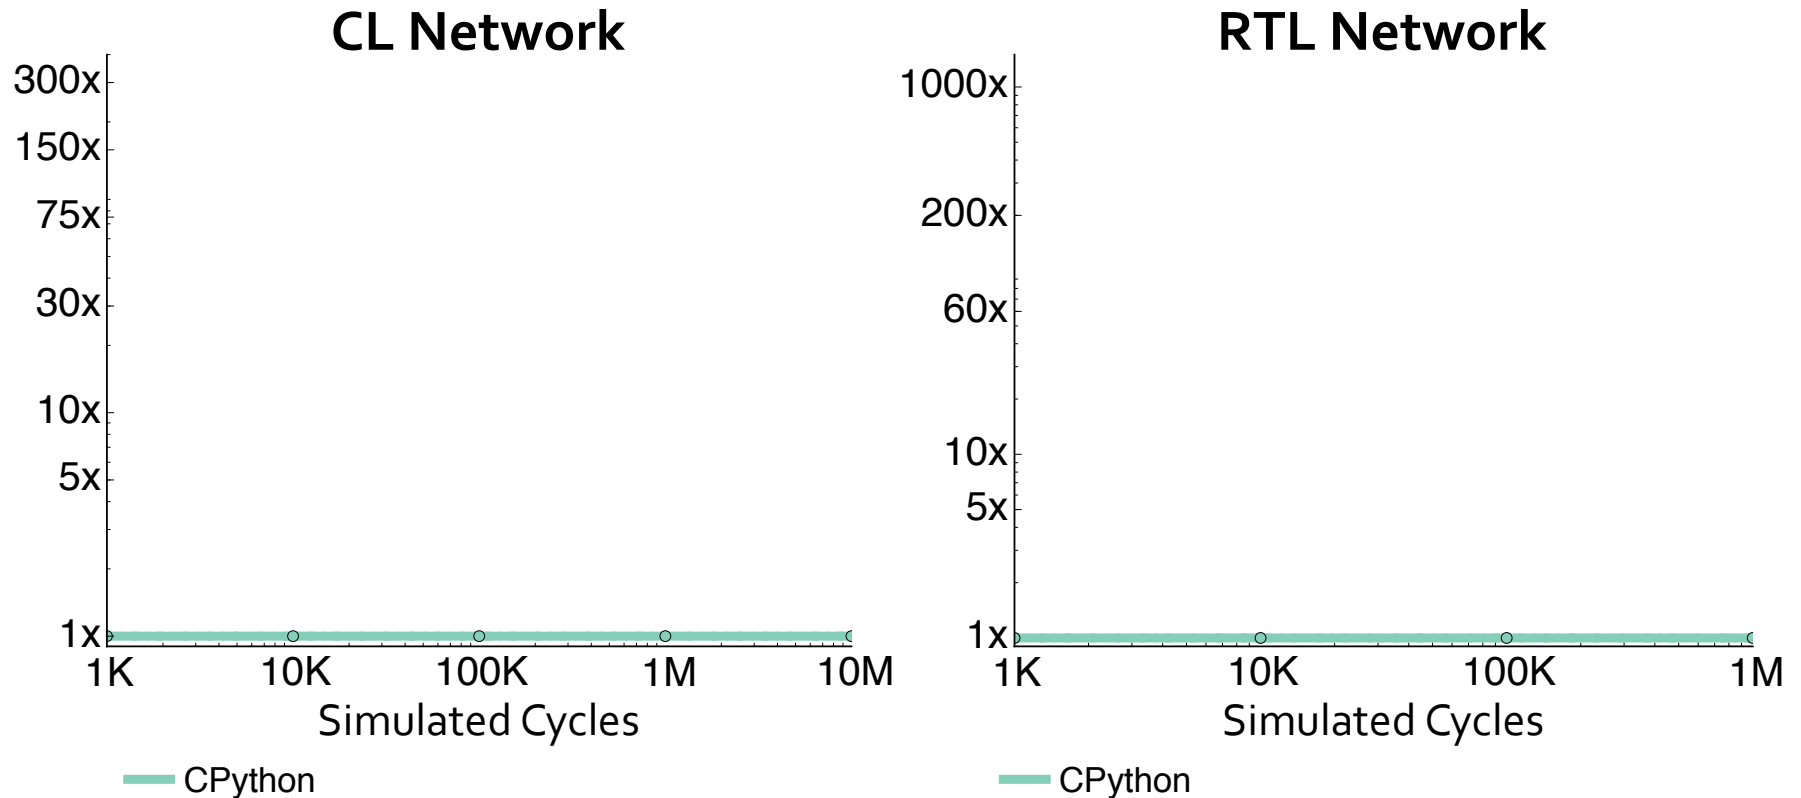 CL Network
300x
150x
75x
30x
10x
5x
1x
1K 10K 100K 1M 10M
Simulated Cycles
CPython
RTL Network
1000x
200x
60x
10x
5x
1x
1K 10K 100K 1M
Simulated Cycles
CPython